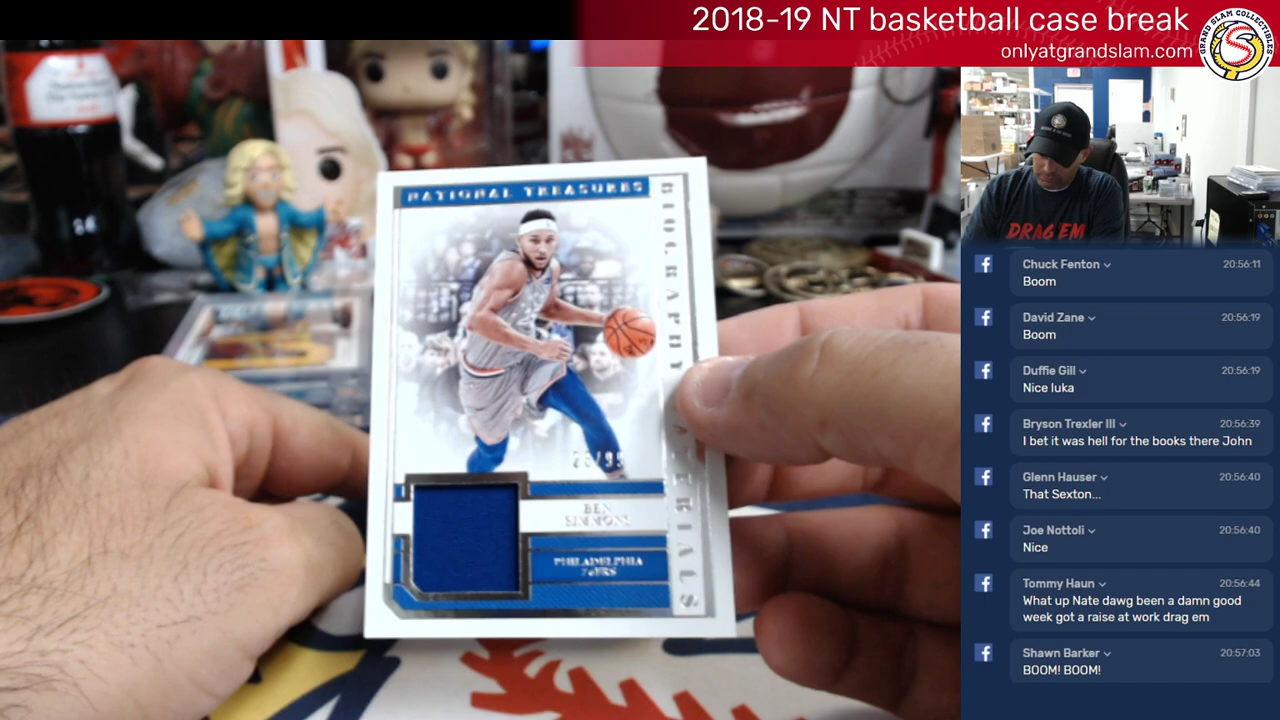 2018-19 NT basketball case break
onlyatgrandslam.com
GRAND SLAM COLLECTIBLES
NATIONAL TREASURES
BIOGRAPHY MATERIALS
BEN
SIMMONS
PHILADELPHIA
76ERS
DRAG EM
Chuck Fenton
20:56:11
Boom
David Zane
20:56:19
Boom
Duffie Gill
20:56:19
Nice luka
Bryson Trexler III
20:56:39
I bet it was hell for the books there John
Glenn Hauser
20:56:40
That Sexton...
Joe Nottoli
20:56:40
Nice
Tommy Haun
20:56:44
What up Nate dawg been a damn good
week got a raise at work drag em
Shawn Barker
20:57:03
BOOM! BOOM!